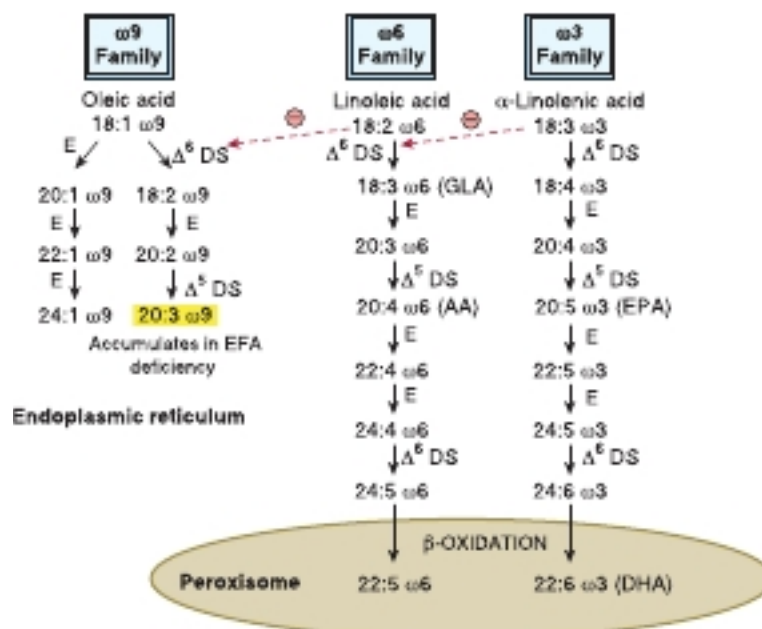 ω9
Family
ω6
Family
ω3
Family
Oleic acid
18:1 ω9
Linoleic acid
18:2 ω6
α-Linolenic acid
18:3 ω3
E
Δ⁶ DS
Δ⁶ DS
Δ⁶ DS
20:1 ω9
18:2 ω9
18:3 ω6 (GLA)
18:4 ω3
E
E
E
E
22:1 ω9
20:2 ω9
20:3 ω6
20:4 ω3
E
Δ⁵ DS
Δ⁵ DS
Δ⁵ DS
24:1 ω9
20:3 ω9
20:4 ω6 (AA)
20:5 ω3 (EPA)
Accumulates in EFA
deficiency
E
E
22:4 ω6
22:5 ω3
Endoplasmic reticulum
E
E
24:4 ω6
24:5 ω3
Δ⁶ DS
Δ⁶ DS
24:5 ω6
24:6 ω3
β-OXIDATION
Peroxisome
22:5 ω6
22:6 ω3 (DHA)